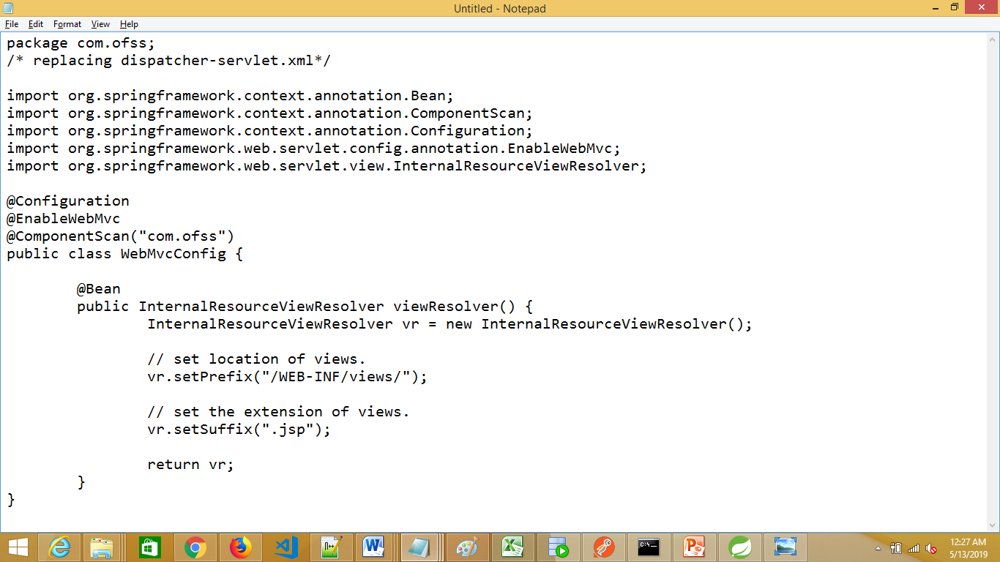 Untitled - Notepad
File Edit Format View Help
package com.ofss;
/* replacing dispatcher-servlet.xml*/
import org.springframework.context.annotation.Bean;
import org.springframework.context.annotation.ComponentScan;
import org.springframework.context.annotation.Configuration;
import org.springframework.web.servlet.config.annotation.EnableWebMvc;
import org.springframework.web.servlet.view.InternalResourceViewResolver;
@Configuration
@EnableWebMvc
@ComponentScan("com.ofss")
public class WebMvcConfig {
@Bean
public InternalResourceViewResolver viewResolver() {
InternalResourceViewResolver vr = new InternalResourceViewResolver();
// set location of views.
vr.setPrefix("/WEB-INF/views/");
// set the extension of views.
vr.setSuffix(".jsp");
return vr;
}
}
12:27 AM
5/13/2019